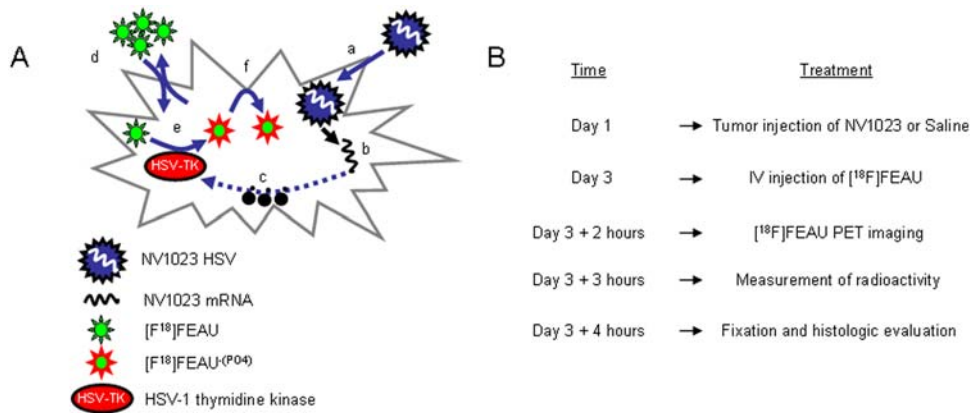 A
d
a
f
e
HSV-TK
b
c
NV1023 HSV
NV1023 mRNA
[F¹⁸]FEAU
[F¹⁸]FEAU-(PO4)
HSV-TK HSV-1 thymidine kinase
B
Time Treatment
Day 1 → Tumor injection of NV1023 or Saline
Day 3 → IV injection of [¹⁸F]FEAU
Day 3 + 2 hours → [¹⁸F]FEAU PET imaging
Day 3 + 3 hours → Measurement of radioactivity
Day 3 + 4 hours → Fixation and histologic evaluation